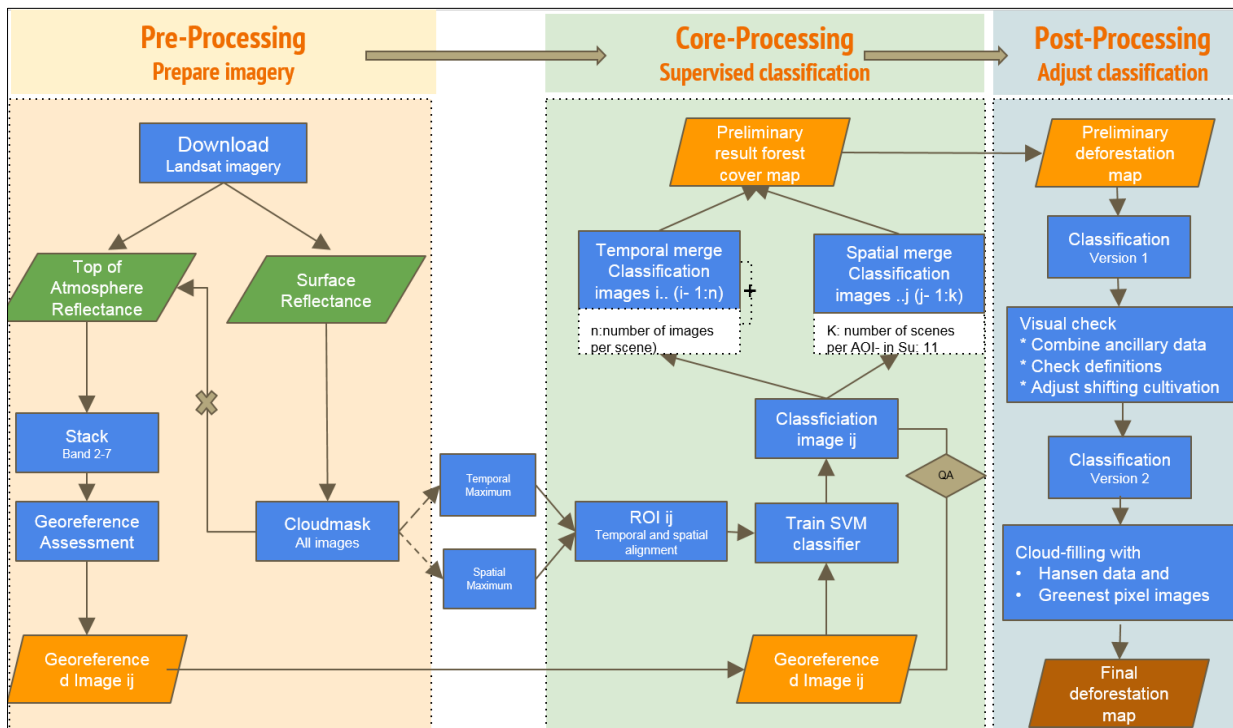 Pre-Processing
Prepare imagery
Core-Processing
Supervised classification
Post-Processing
Adjust classification
Download
Landsat imagery
Top of
Atmosphere
Reflectance
Surface
Reflectance
Stack
Band 2-7
Georeference
Assessment
Cloudmask
All images
Georeference
d Image ij
Temporal
Maximum
Spatial
Maximum
Preliminary
result forest
cover map
Temporal merge
Classification
images i.. (i- 1:n)
+
n:number of images
per scene)
Spatial merge
Classification
images ..j (j- 1:k)
K: number of scenes
per AOI- in Su: 11
Classficiation
image ij
QA
ROI ij
Temporal and spatial
alignment
Train SVM
classifier
Georeference
d Image ij
Preliminary
deforestation
map
Classification
Version 1
Visual check
* Combine ancillary data
* Check definitions
* Adjust shifting cultivation
Classification
Version 2
Cloud-filling with
• Hansen data and
• Greenest pixel images
Final
deforestation
map